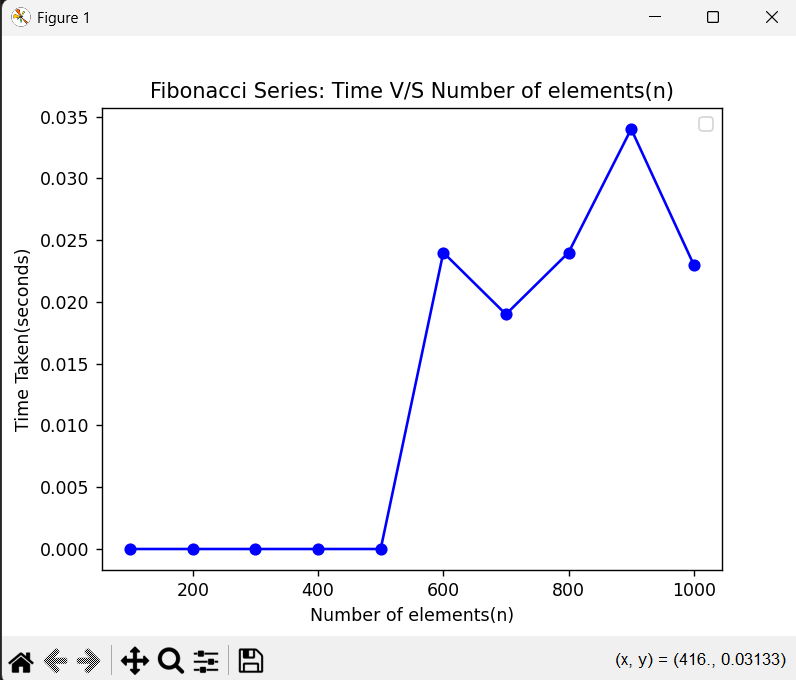 Figure 1
Fibonacci Series: Time V/S Number of elements(n)
0.035
0.030
0.025
0.020
0.015
0.010
0.005
0.000
Time Taken(seconds)
200 400 600 800 1000
Number of elements(n)
(x, y) = (416., 0.03133)